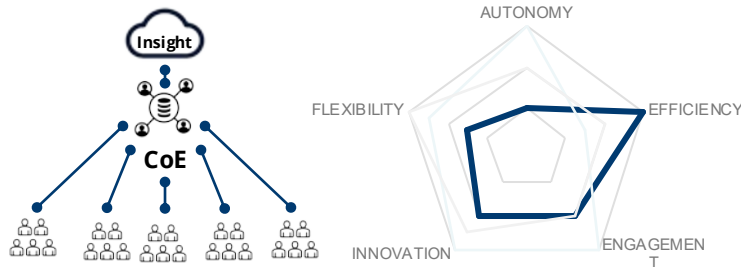 Insight
CoE
AUTONOMY
FLEXIBILITY
EFFICIENCY
INNOVATION
ENGAGEMEN
T